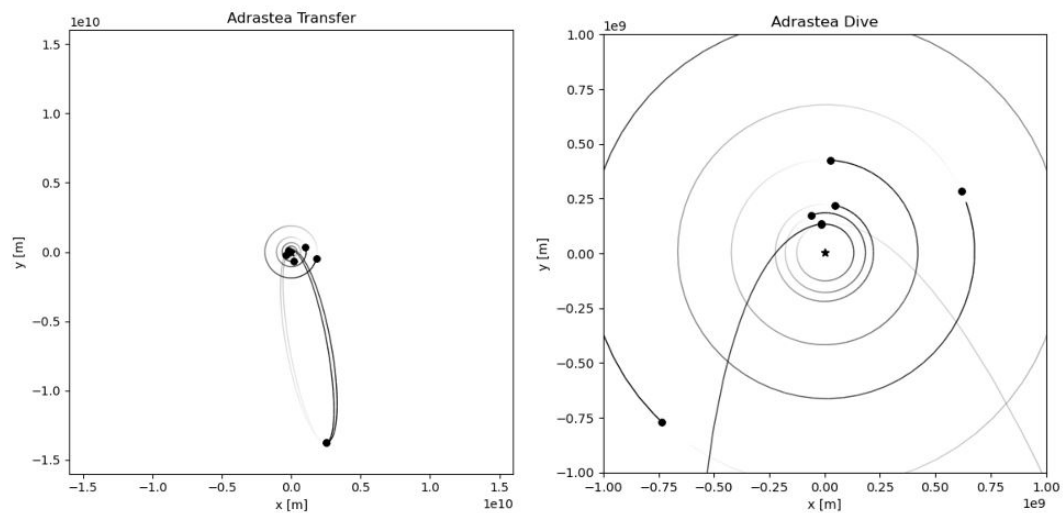 Adrastea Transfer
1e10
1.5
1.0
0.5
0.0
−0.5
−1.0
−1.5
y [m]
−1.5 −1.0 −0.5 0.0 0.5 1.0 1.5
x [m]
1e10
Adrastea Dive
1e9
1.00
0.75
0.50
0.25
0.00
−0.25
−0.50
−0.75
−1.00
y [m]
−1.00 −0.75 −0.50 −0.25 0.00 0.25 0.50 0.75 1.00
x [m]
1e9